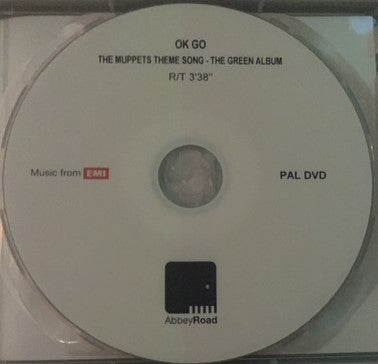 OK GO
THE MUPPETS THEME SONG - THE GREEN ALBUM
R/T 3'38"
Music from EMI
PAL DVD
AbbeyRoad